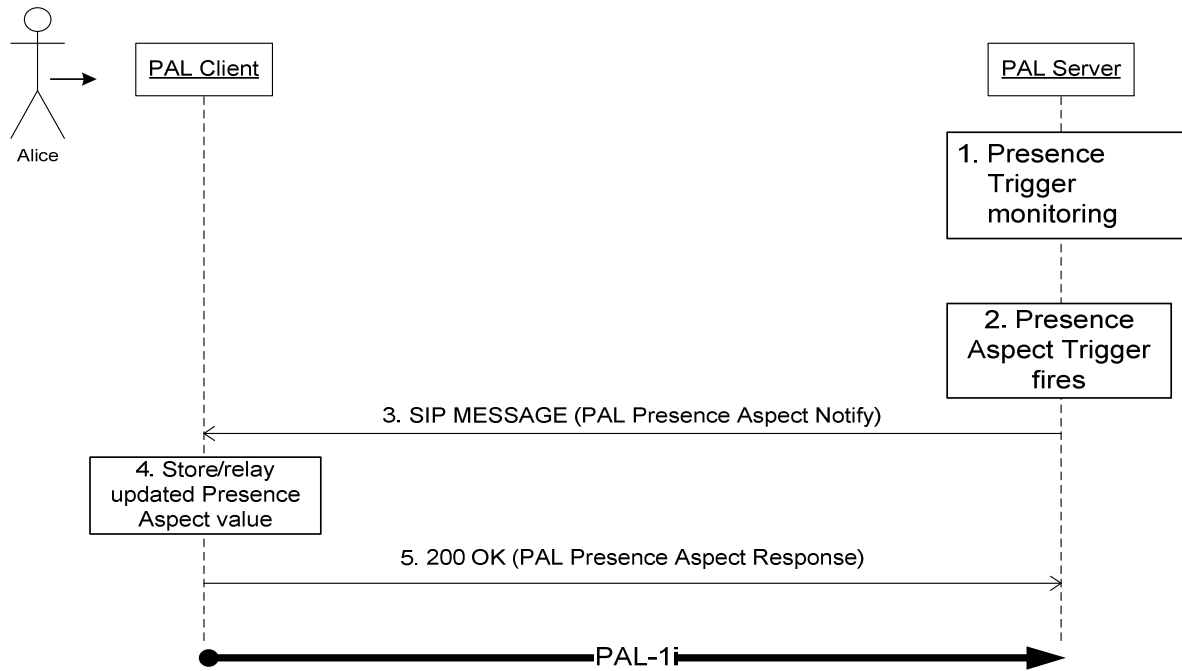 PAL Client
PAL Server
Alice
1. Presence
Trigger
monitoring
2. Presence
Aspect Trigger
fires
3. SIP MESSAGE (PAL Presence Aspect Notify)
4. Store/relay
updated Presence
Aspect value
5. 200 OK (PAL Presence Aspect Response)
PAL-1i